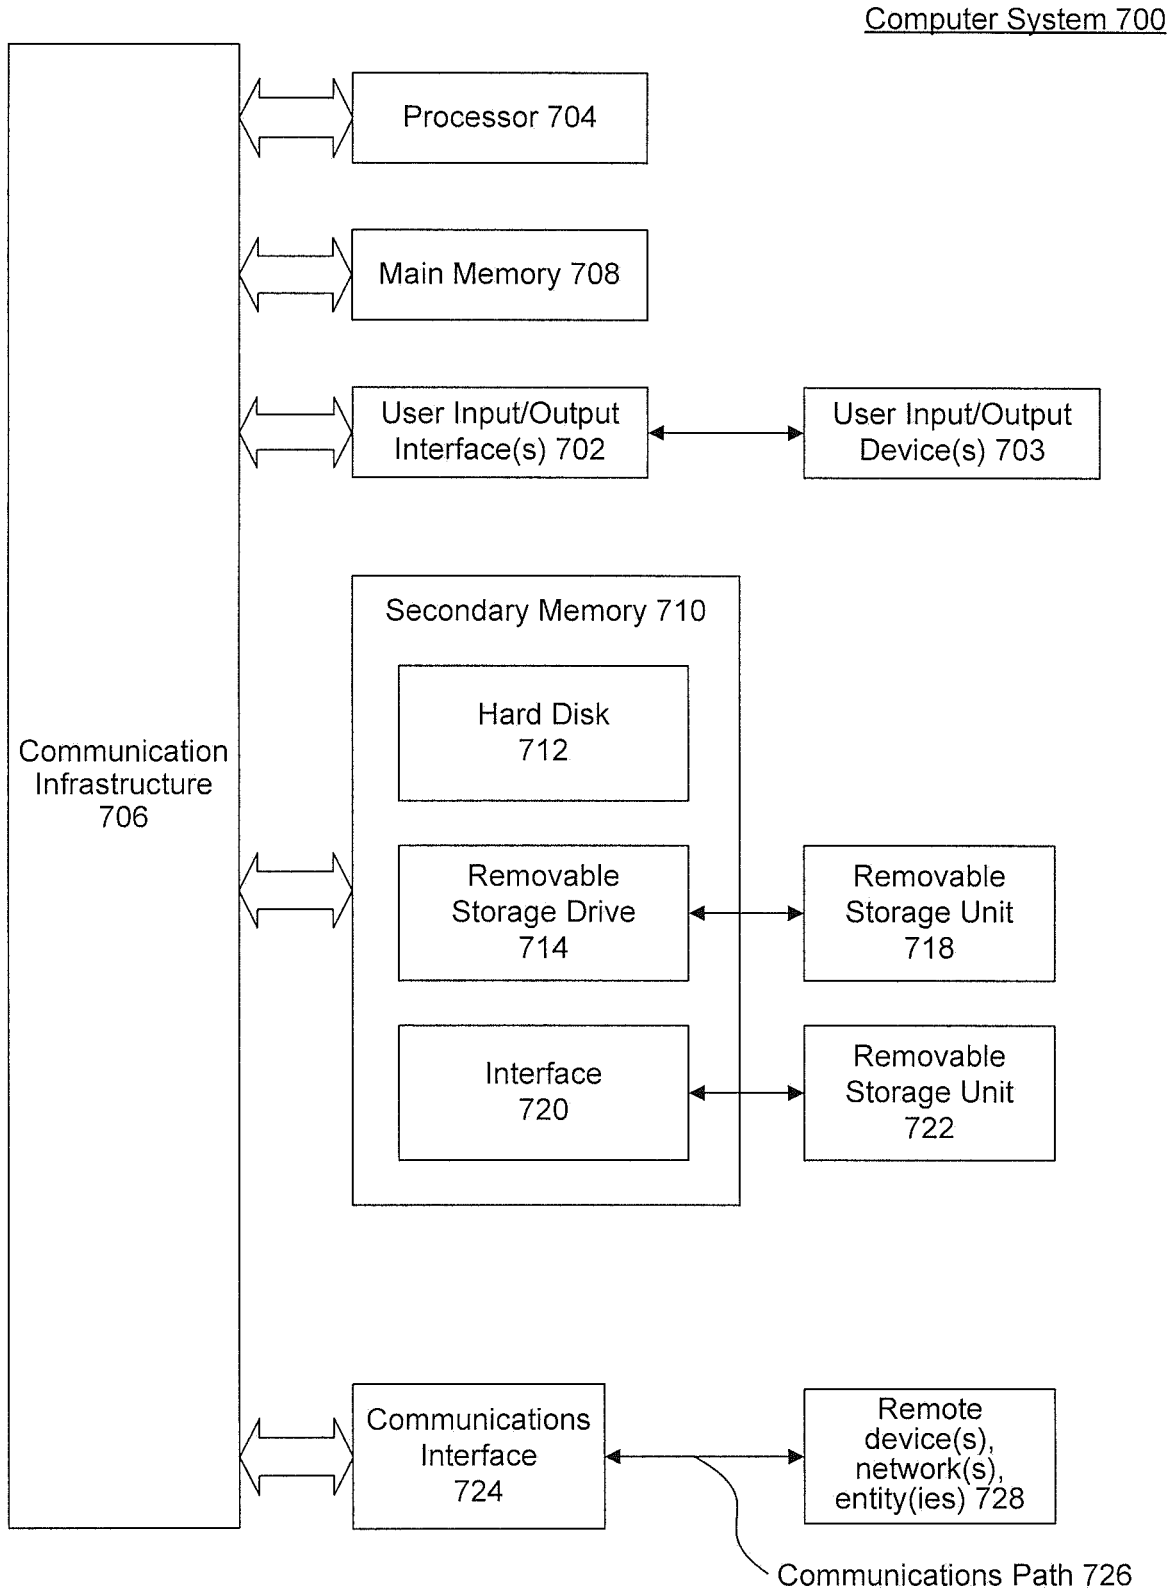 Computer System 700
Processor 704
Main Memory 708
User Input/Output
Interface(s) 702
User Input/Output
Device(s) 703
Secondary Memory 710
Hard Disk
712
Communication
Infrastructure
706
Removable
Storage Drive
714
Removable
Storage Unit
718
Interface
720
Removable
Storage Unit
722
Communications
Interface
724
Remote
device(s),
network(s),
entity(ies) 728
Communications Path 726